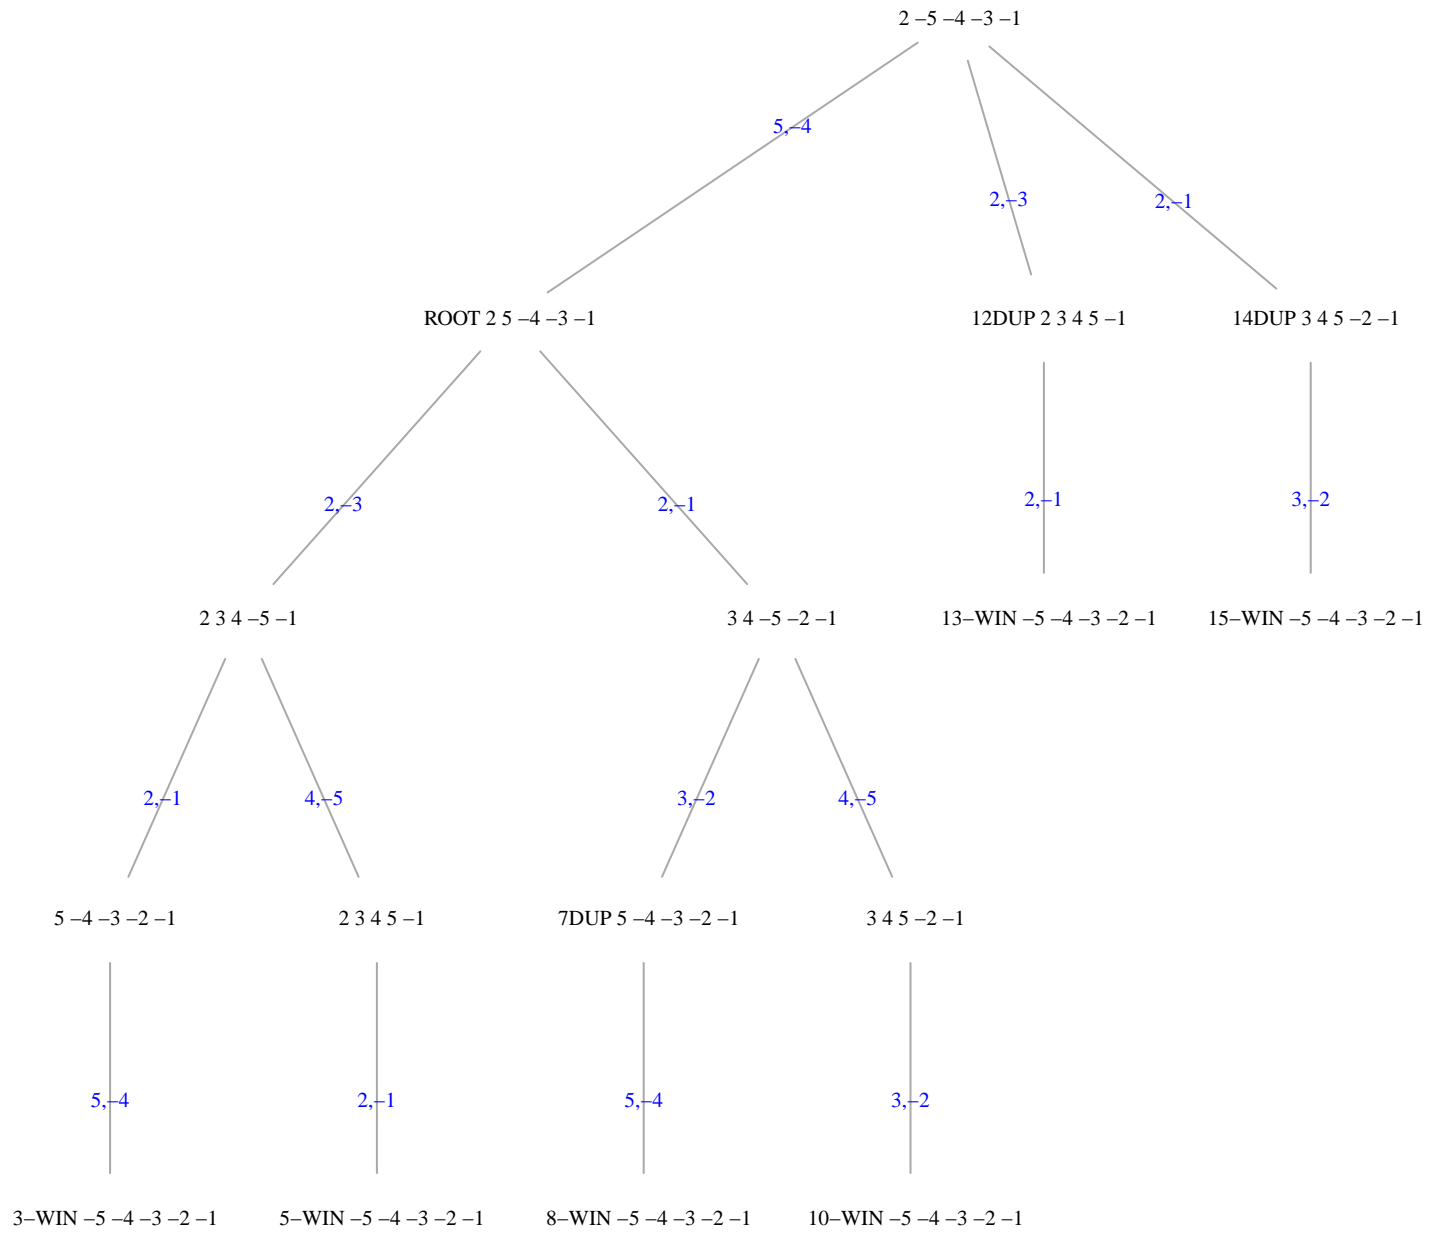 2 –5 –4 –3 –1
5,–4
2,–3
2,–1
ROOT 2 5 –4 –3 –1
12DUP 2 3 4 5 –1
14DUP 3 4 5 –2 –1
2,–3
2,–1
2,–1
3,–2
2 3 4 –5 –1
3 4 –5 –2 –1
13–WIN –5 –4 –3 –2 –1
15–WIN –5 –4 –3 –2 –1
2,–1
4,–5
3,–2
4,–5
5 –4 –3 –2 –1
2 3 4 5 –1
7DUP 5 –4 –3 –2 –1
3 4 5 –2 –1
5,–4
2,–1
5,–4
3,–2
3–WIN –5 –4 –3 –2 –1
5–WIN –5 –4 –3 –2 –1
8–WIN –5 –4 –3 –2 –1
10–WIN –5 –4 –3 –2 –1